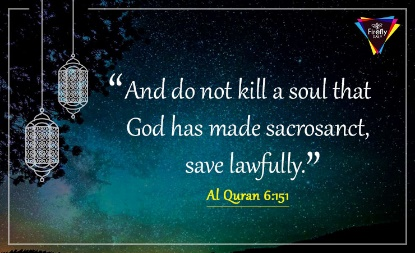 Firefly
“And do not kill a soul that
God has made sacrosanct,
save lawfully.”
Al Quran 6:151